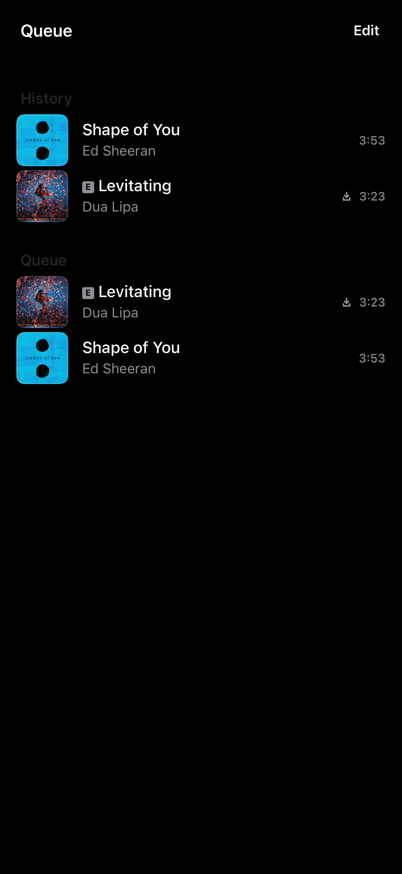 Queue Edit
History
Shape of You
Ed Sheeran
3:53
E Levitating
Dua Lipa
3:23
Queue
E Levitating
Dua Lipa
3:23
Shape of You
Ed Sheeran
3:53